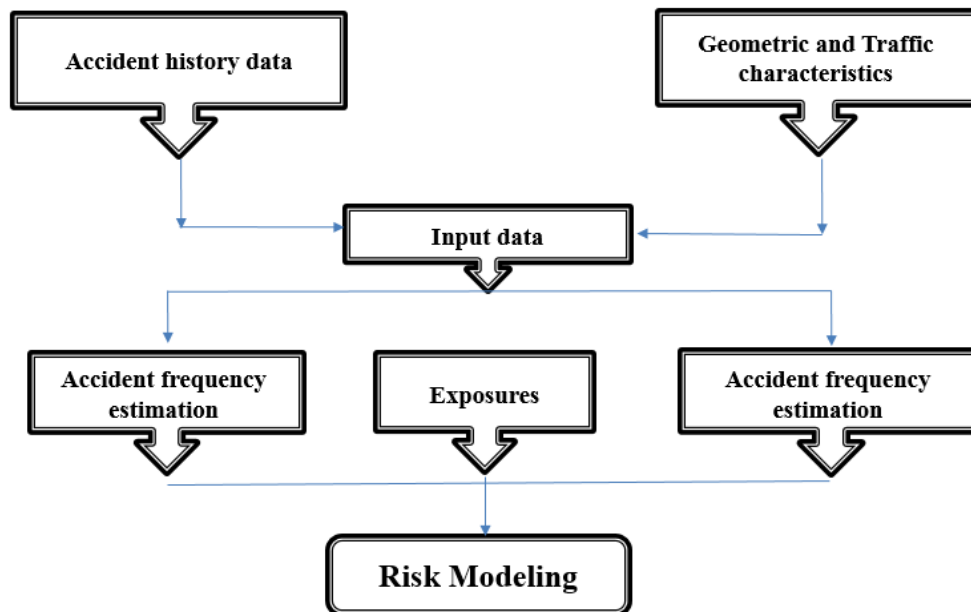 Accident history data
Geometric and Traffic
characteristics
Input data
Accident frequency
estimation
Exposures
Accident frequency
estimation
Risk Modeling